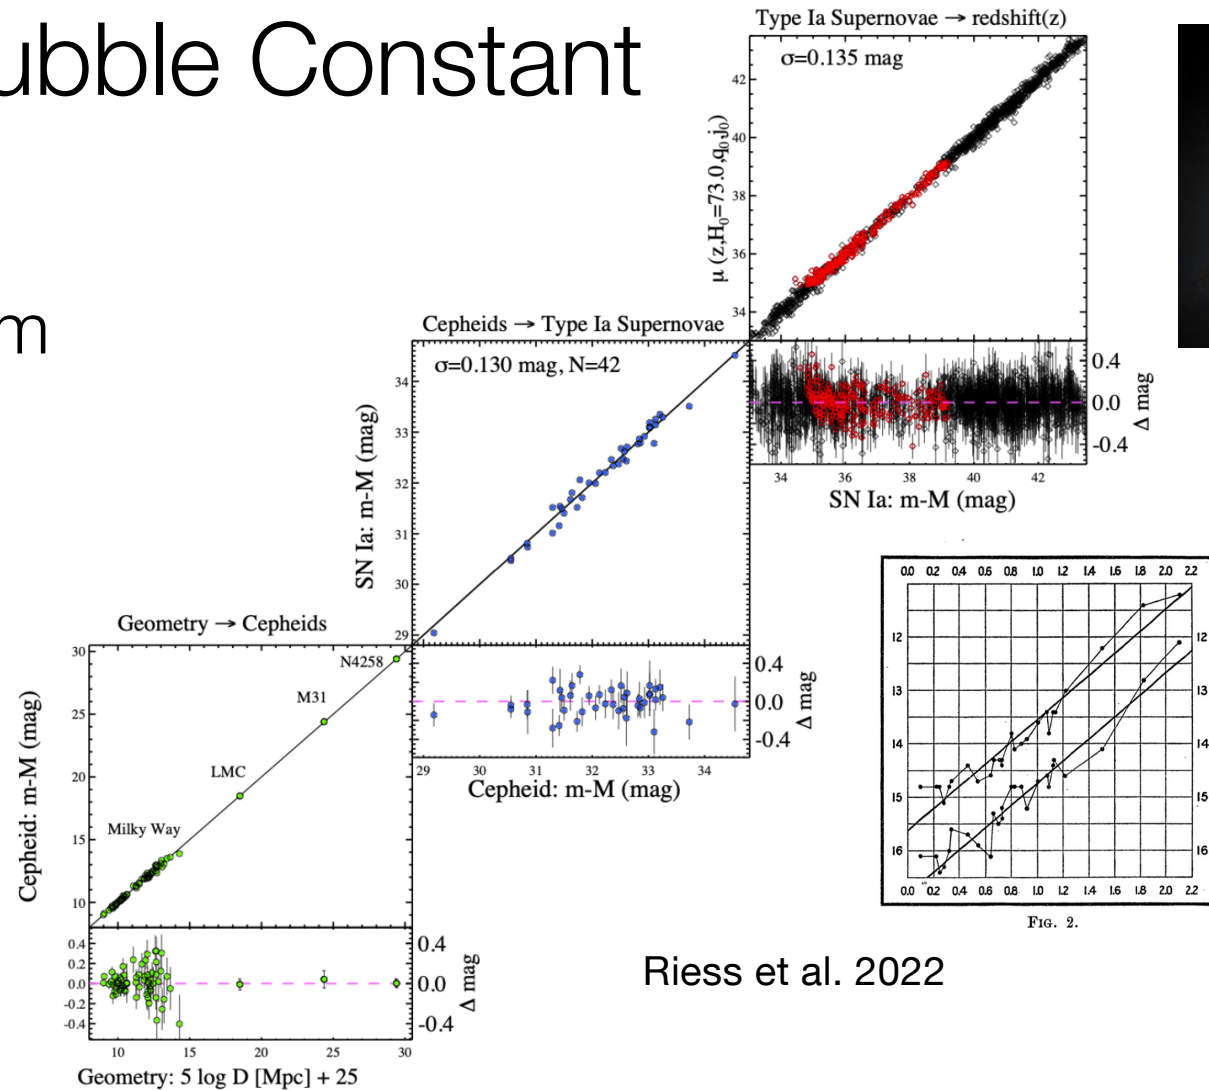 ubble Constant
m
Type Ia Supernovae → redshift(z)
σ=0.135 mag
42
40
38
36
34
μ (z,H₀=73.0,q₀,j₀)
0.4
0.0
-0.4
Δ mag
34 36 38 40 42
SN Ia: m-M (mag)
Cepheids → Type Ia Supernovae
σ=0.130 mag, N=42
34
33
32
31
30
29
SN Ia: m-M (mag)
0.4
0.0
-0.4
Δ mag
29 30 31 32 33 34
Cepheid: m-M (mag)
Geometry → Cepheids
N4258
M31
LMC
Milky Way
30
25
20
15
10
Cepheid: m-M (mag)
0.4 0.4
0.2
0.0 0.0
-0.2
-0.4 -0.4
Δ mag
10 15 20 25 30
Geometry: 5 log D [Mpc] + 25
0.0 0.2 0.4 0.6 0.8 1.0 1.2 1.4 1.6 1.8 2.0 2.2
12 12
13 13
14 14
15 15
16 16
0.0 0.2 0.4 0.6 0.8 1.0 1.2 1.4 1.6 1.8 2.0 2.2
FIG. 2.
Riess et al. 2022